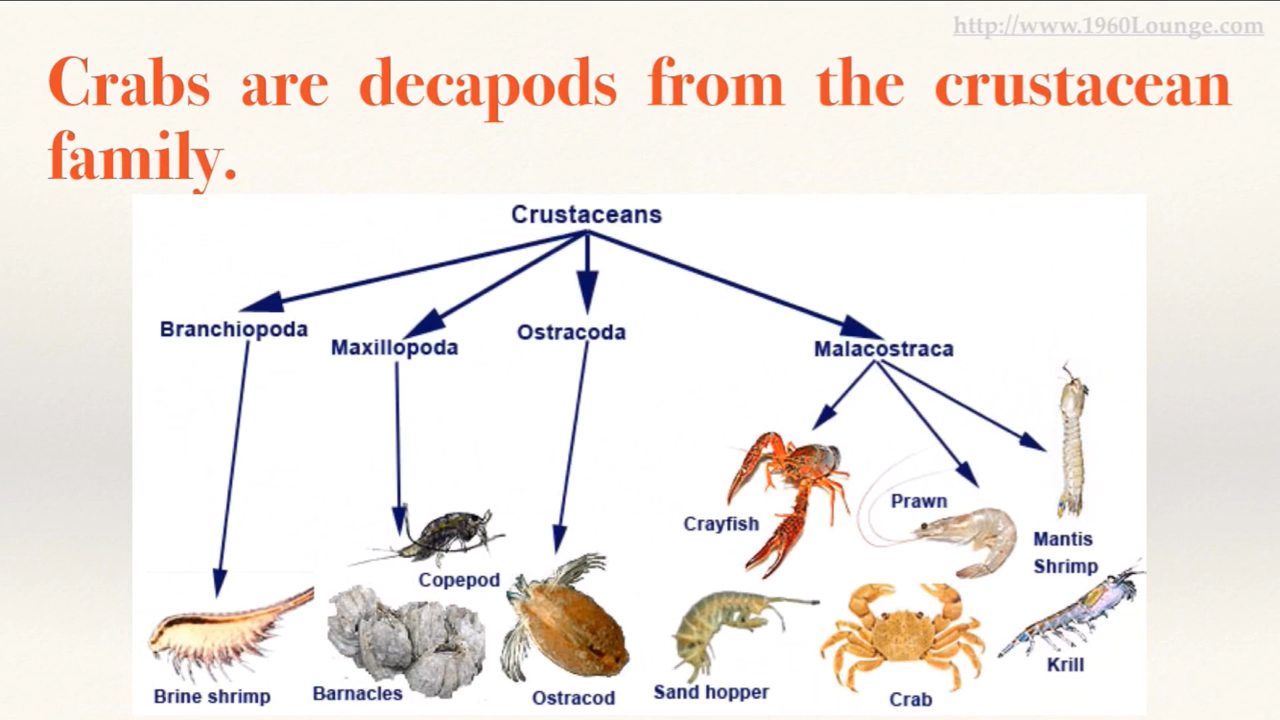 http://www.1960Lounge.com
Crabs are decapods from the crustacean
family.
Crustaceans
Branchiopoda
Maxillopoda
Ostracoda
Malacostraca
Crayfish
Prawn
Mantis
Shrimp
Copepod
Brine shrimp
Barnacles
Ostracod
Sand hopper
Crab
Krill